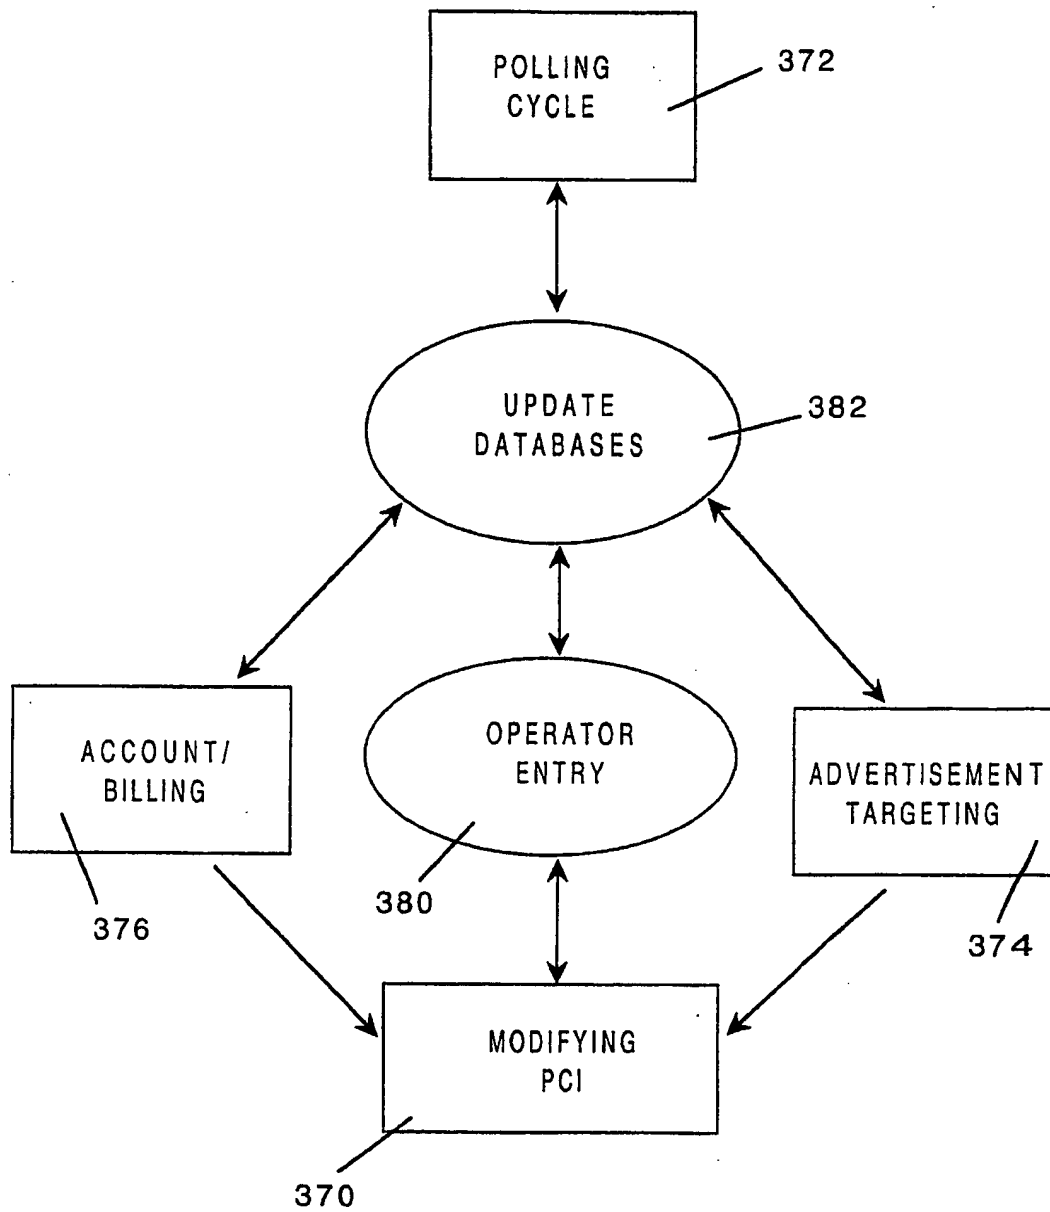 POLLING
CYCLE
372
UPDATE
DATABASES
382
ACCOUNT/
BILLING
OPERATOR
ENTRY
ADVERTISEMENT
TARGETING
376
380
374
MODIFYING
PCI
370